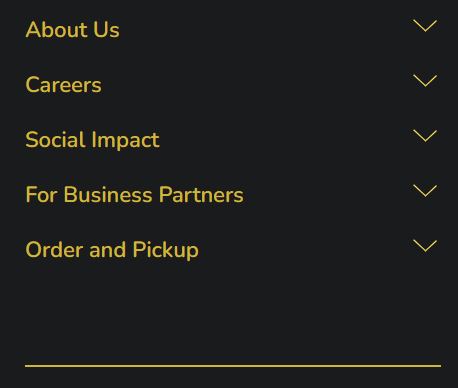 About Us
Careers
Social Impact
For Business Partners
Order and Pickup